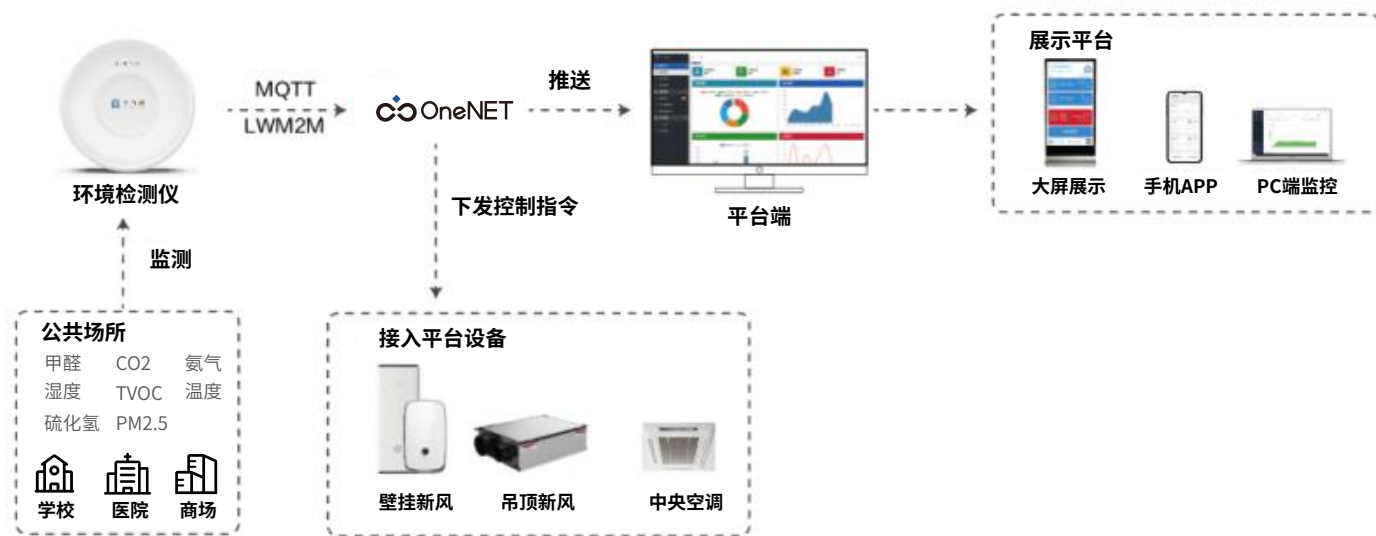 展示平台
MQTT
LWM2M
OneNET
推送
大屏展示
手机APP
PC端监控
环境检测仪
平台端
下发控制指令
监测
公共场所
甲醛 CO2 氨气
湿度 TVOC 温度
硫化氢 PM2.5
学校 医院 商场
接入平台设备
壁挂新风 吊顶新风 中央空调